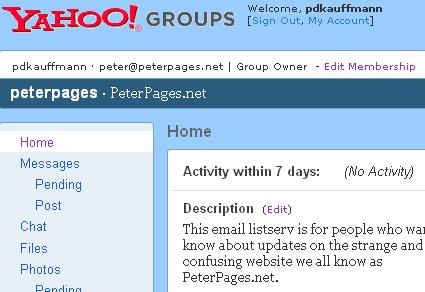 YAHOO! GROUPS
Welcome, pdkauffmann
[Sign Out, My Account]
pdkauffmann · peter@peterpages.net | Group Owner - Edit Membership
peterpages · PeterPages.net
Home
Messages
Pending
Post
Chat
Files
Photos
Pending
Home
Activity within 7 days: (No Activity)
Description (Edit)
This email listserv is for people who wan
know about updates on the strange and
confusing website we all know as
PeterPages.net.